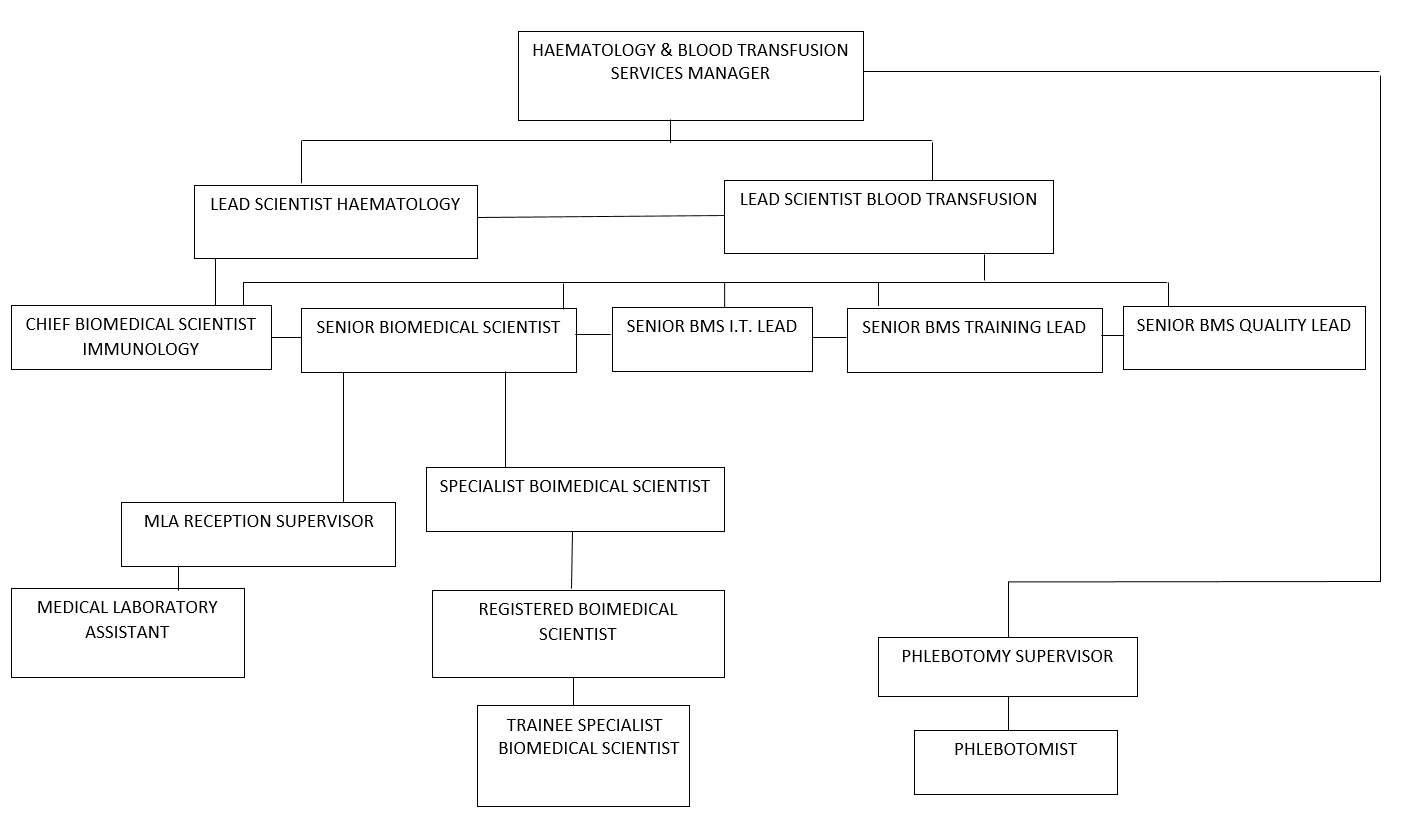 HAEMATOLOGY & BLOOD TRANSFUSION
SERVICES MANAGER
LEAD SCIENTIST HAEMATOLOGY
LEAD SCIENTIST BLOOD TRANSFUSION
CHIEF BIOMEDICAL SCIENTIST
IMMUNOLOGY
SENIOR BIOMEDICAL SCIENTIST
SENIOR BMS I.T. LEAD
SENIOR BMS TRAINING LEAD
SENIOR BMS QUALITY LEAD
SPECIALIST BOIMEDICAL SCIENTIST
MLA RECEPTION SUPERVISOR
MEDICAL LABORATORY
ASSISTANT
REGISTERED BOIMEDICAL
SCIENTIST
PHLEBOTOMY SUPERVISOR
TRAINEE SPECIALIST
BIOMEDICAL SCIENTIST
PHLEBOTOMIST